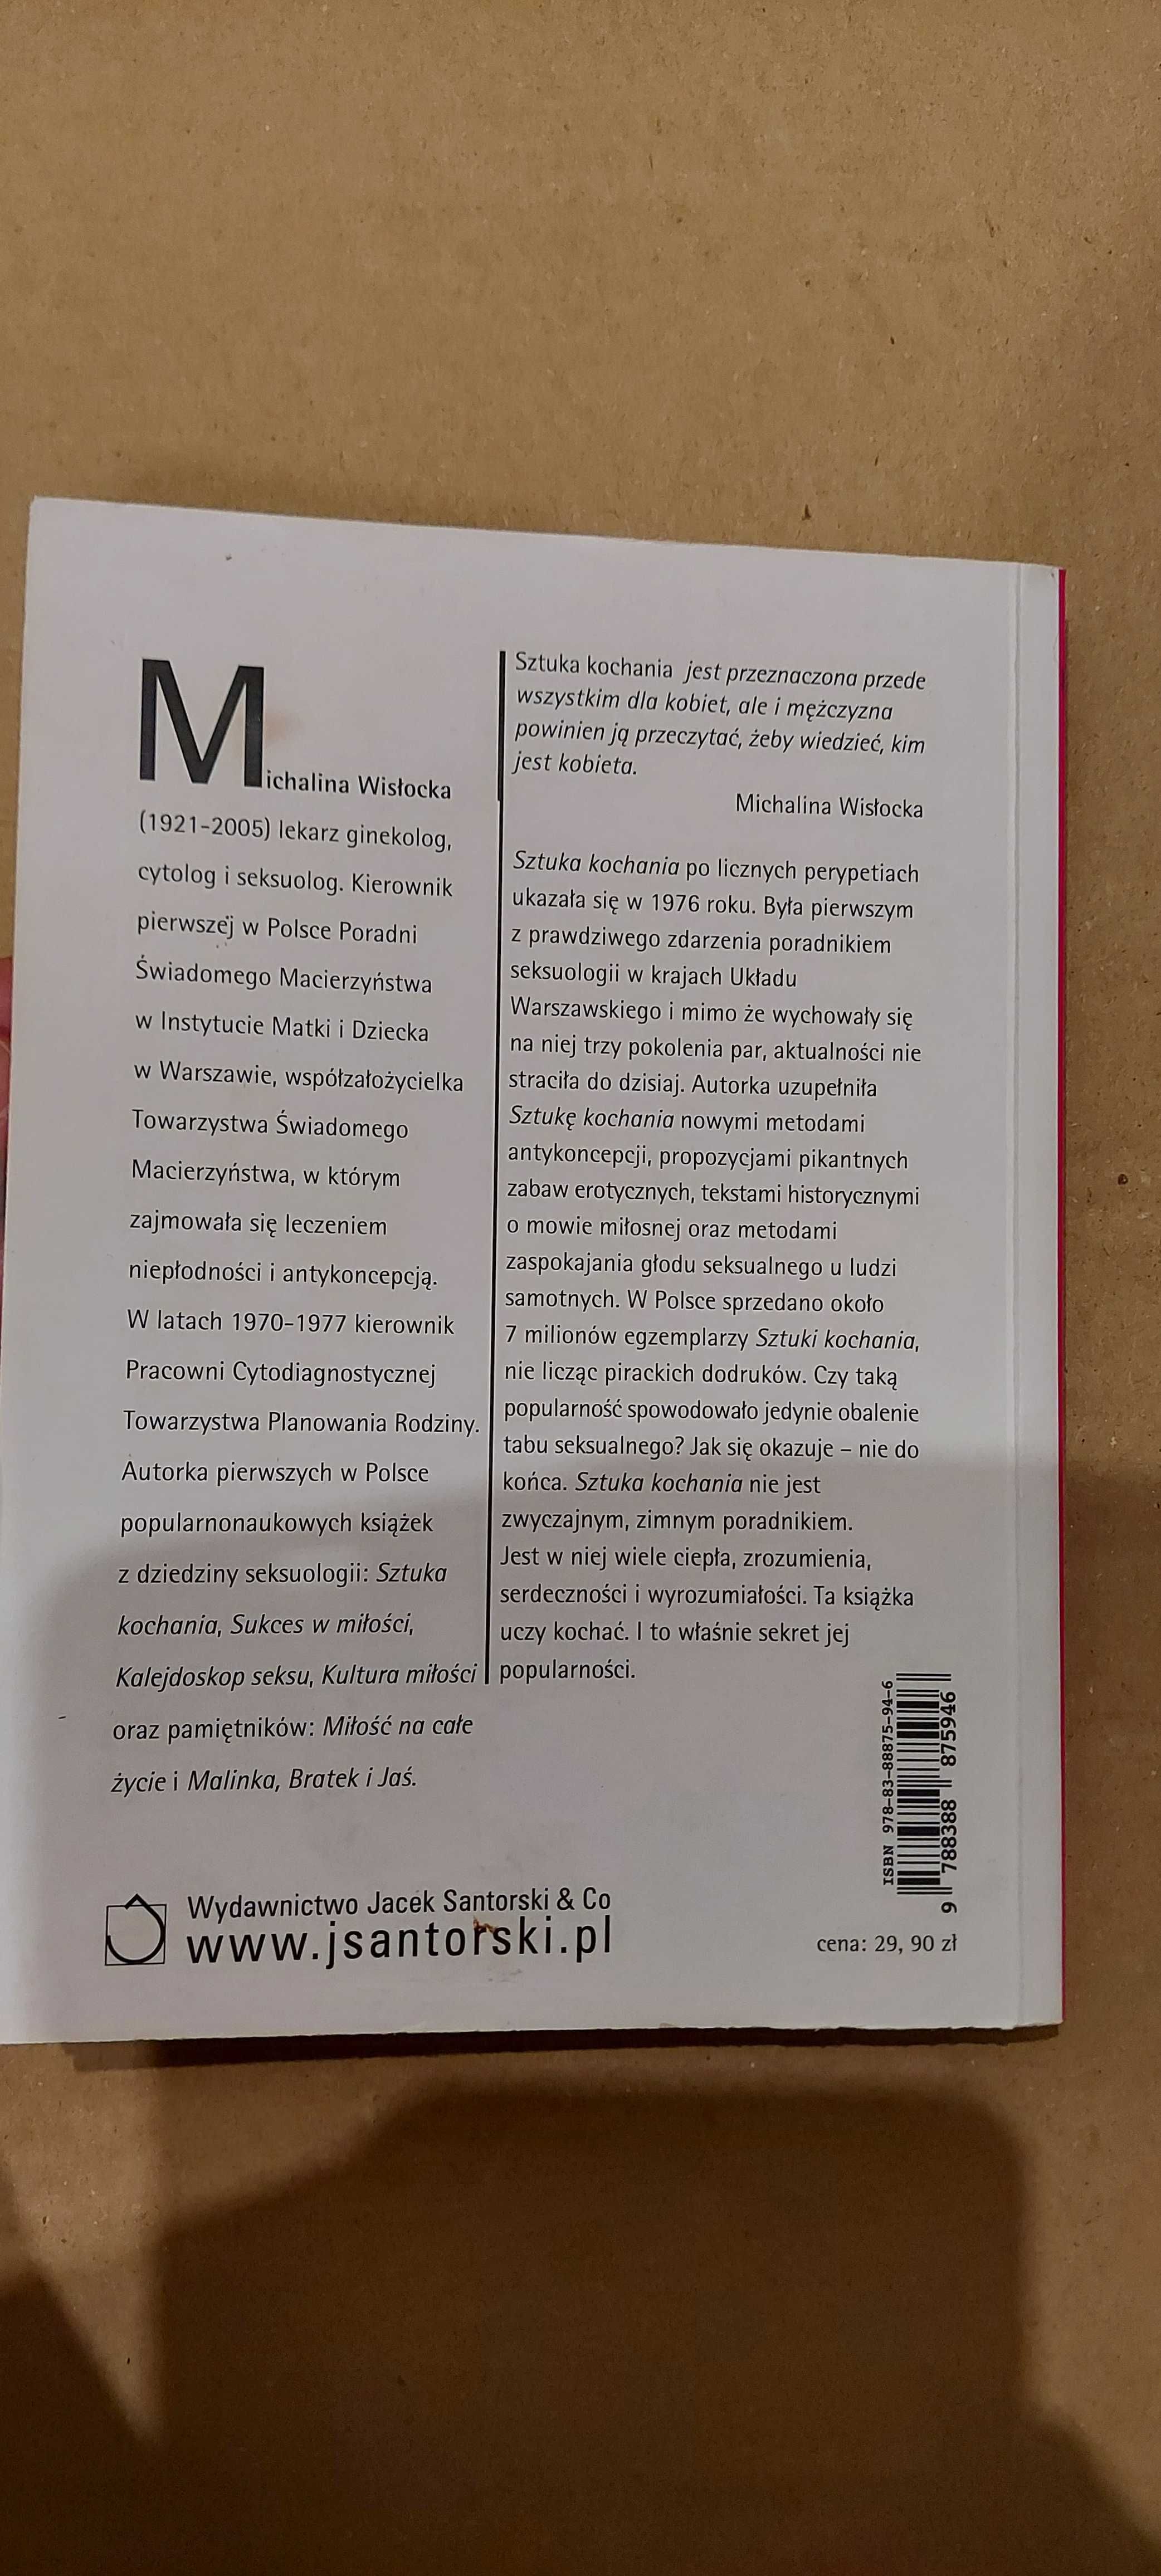 Michalina Wisłocka
(1921-2005) lekarz ginekolog,
cytolog i seksuolog. Kierownik
pierwszej w Polsce Poradni
Świadomego Macierzyństwa
w Instytucie Matki i Dziecka
w Warszawie, współzałożycielka
Towarzystwa Świadomego
Macierzyństwa, w którym
zajmowała się leczeniem
niepłodności i antykoncepcją.
W latach 1970-1977 kierownik
Pracowni Cytodiagnostycznej
Towarzystwa Planowania Rodziny.
Autorka pierwszych w Polsce
popularnonaukowych książek
z dziedziny seksuologii: Sztuka
kochania, Sukces w miłości,
Kalejdoskop seksu, Kultura miłości
oraz pamiętników: Miłość na całe
życie i Malinka, Bratek i Jaś.
Sztuka kochania jest przeznaczona przede
wszystkim dla kobiet, ale i mężczyzna
powinien ją przeczytać, żeby wiedzieć, kim
jest kobieta.
Michalina Wisłocka
Sztuka kochania po licznych perypetiach
ukazała się w 1976 roku. Była pierwszym
z prawdziwego zdarzenia poradnikiem
seksuologii w krajach Układu
Warszawskiego i mimo że wychowały się
na niej trzy pokolenia par, aktualności nie
straciła do dzisiaj. Autorka uzupełniła
Sztukę kochania nowymi metodami
antykoncepcji, propozycjami pikantnych
zabaw erotycznych, tekstami historycznymi
o mowie miłosnej oraz metodami
zaspokajania głodu seksualnego u ludzi
samotnych. W Polsce sprzedano około
7 milionów egzemplarzy Sztuki kochania,
nie licząc pirackich dodruków. Czy taką
popularność spowodowało jedynie obalenie
tabu seksualnego? Jak się okazuje – nie do
końca. Sztuka kochania nie jest
zwyczajnym, zimnym poradnikiem.
Jest w niej wiele ciepła, zrozumienia,
serdeczności i wyrozumiałości. Ta książka
uczy kochać. I to właśnie sekret jej
popularności.
ISBN 978-83-88875-94-6
9 788388 875946
Wydawnictwo Jacek Santorski & Co
www.jsantorski.pl
cena: 29, 90 zł